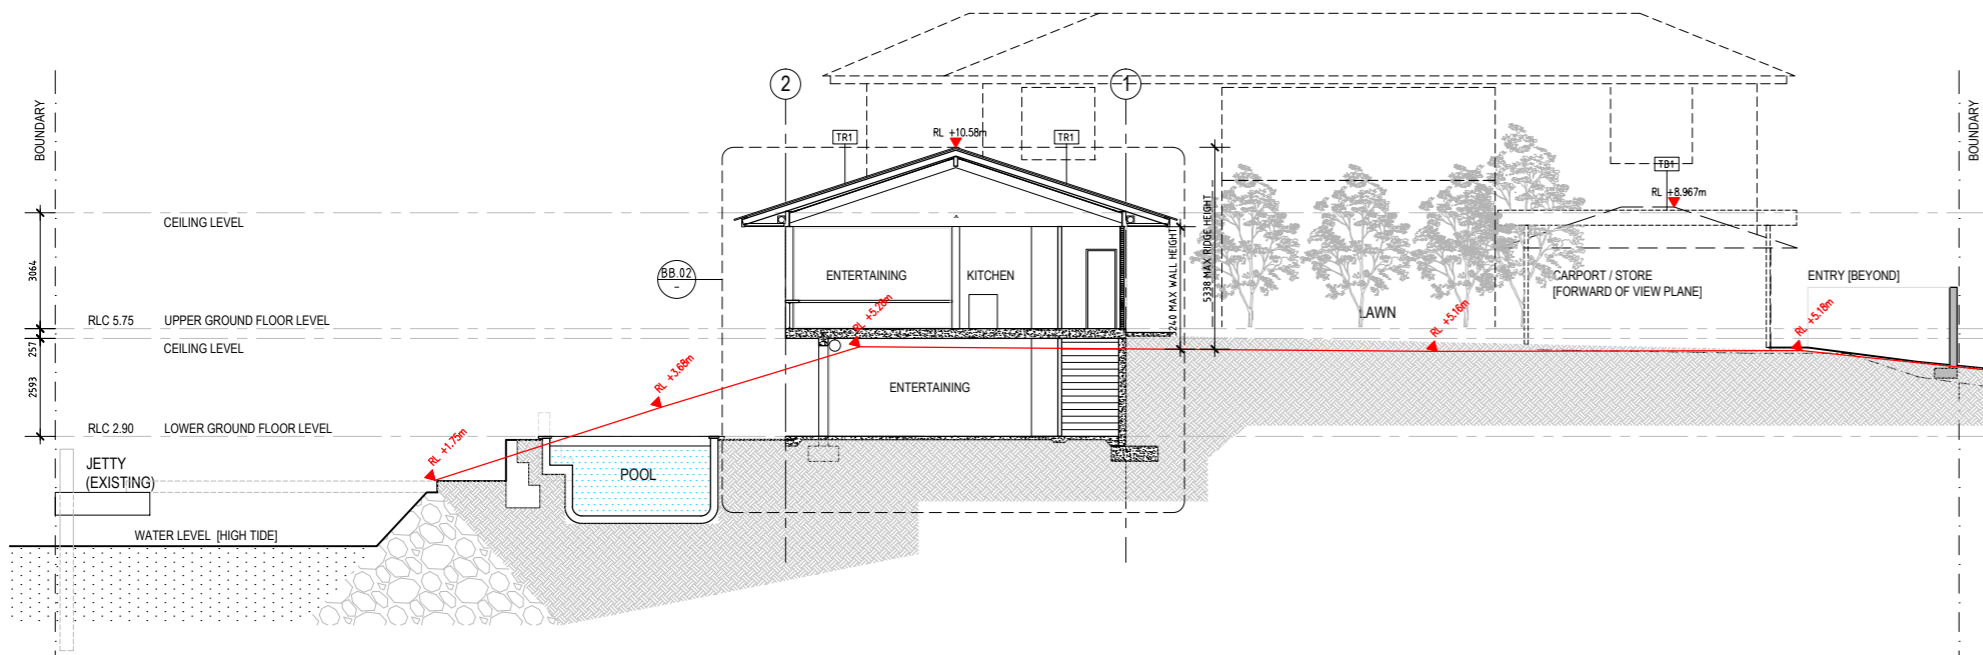 2
1
BOUNDARY
BOUNDARY
TR1
RL +10.58m
TR1
TB1
RL +8.967m
CEILING LEVEL
3064
5338 MAX RIDGE HEIGHT
240 MAX WALL HEIGHT
BB.02
-
ENTERTAINING
KITCHEN
CARPORT / STORE
[FORWARD OF VIEW PLANE]
ENTRY [BEYOND]
LAWN
RLC 5.75
UPPER GROUND FLOOR LEVEL
RL +5.28m
RL +5.16m
RL +5.18m
257
CEILING LEVEL
2593
RL +3.68m
ENTERTAINING
RLC 2.90
LOWER GROUND FLOOR LEVEL
RL +1.75m
JETTY
(EXISTING)
POOL
WATER LEVEL [HIGH TIDE]